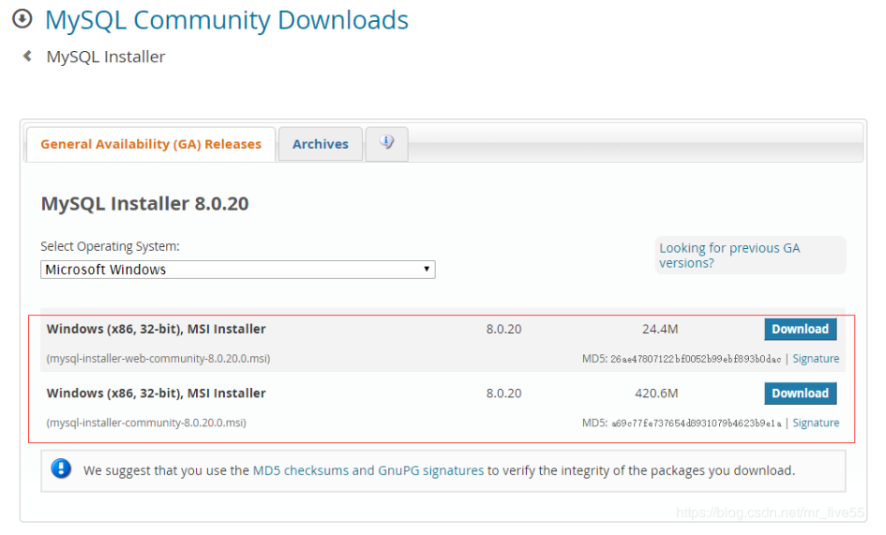 MySQL Community Downloads
MySQL Installer
General Availability (GA) Releases Archives
MySQL Installer 8.0.20
Select Operating System:
Microsoft Windows
Looking for previous GA
versions?
Windows (x86, 32-bit), MSI Installer 8.0.20 24.4M Download
(mysql-installer-web-community-8.0.20.0.msi) MD5: 26ae47807122bf0052b99ebf893b0dac | Signature
Windows (x86, 32-bit), MSI Installer 8.0.20 420.6M Download
(mysql-installer-community-8.0.20.0.msi) MD5: a69c77fe737654d8931079b4623b9e1a | Signature
We suggest that you use the MD5 checksums and GnuPG signatures to verify the integrity of the packages you download.
https://blog.csdn.net/mr_five55